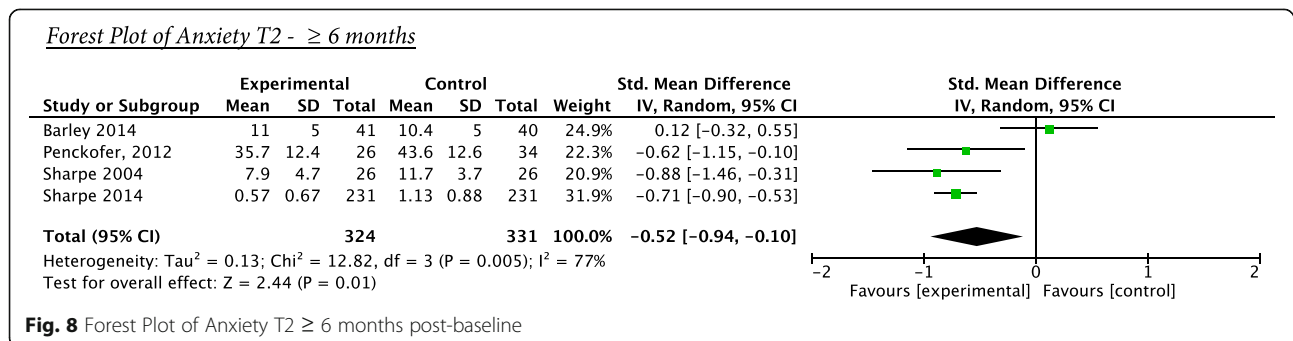 Forest Plot of Anxiety T2 - ≥ 6 months
Experimental Control Std. Mean Difference Std. Mean Difference
Study or Subgroup Mean SD Total Mean SD Total Weight IV, Random, 95% CI IV, Random, 95% CI
Barley 2014 11 5 41 10.4 5 40 24.9% 0.12 [-0.32, 0.55]
Penckofer, 2012 35.7 12.4 26 43.6 12.6 34 22.3% -0.62 [-1.15, -0.10]
Sharpe 2004 7.9 4.7 26 11.7 3.7 26 20.9% -0.88 [-1.46, -0.31]
Sharpe 2014 0.57 0.67 231 1.13 0.88 231 31.9% -0.71 [-0.90, -0.53]
Total (95% CI) 324 331 100.0% -0.52 [-0.94, -0.10]
Heterogeneity: Tau² = 0.13; Chi² = 12.82, df = 3 (P = 0.005); I² = 77%
Test for overall effect: Z = 2.44 (P = 0.01)
-2 -1 0 1 2
Favours [experimental] Favours [control]
Fig. 8 Forest Plot of Anxiety T2 ≥ 6 months post-baseline